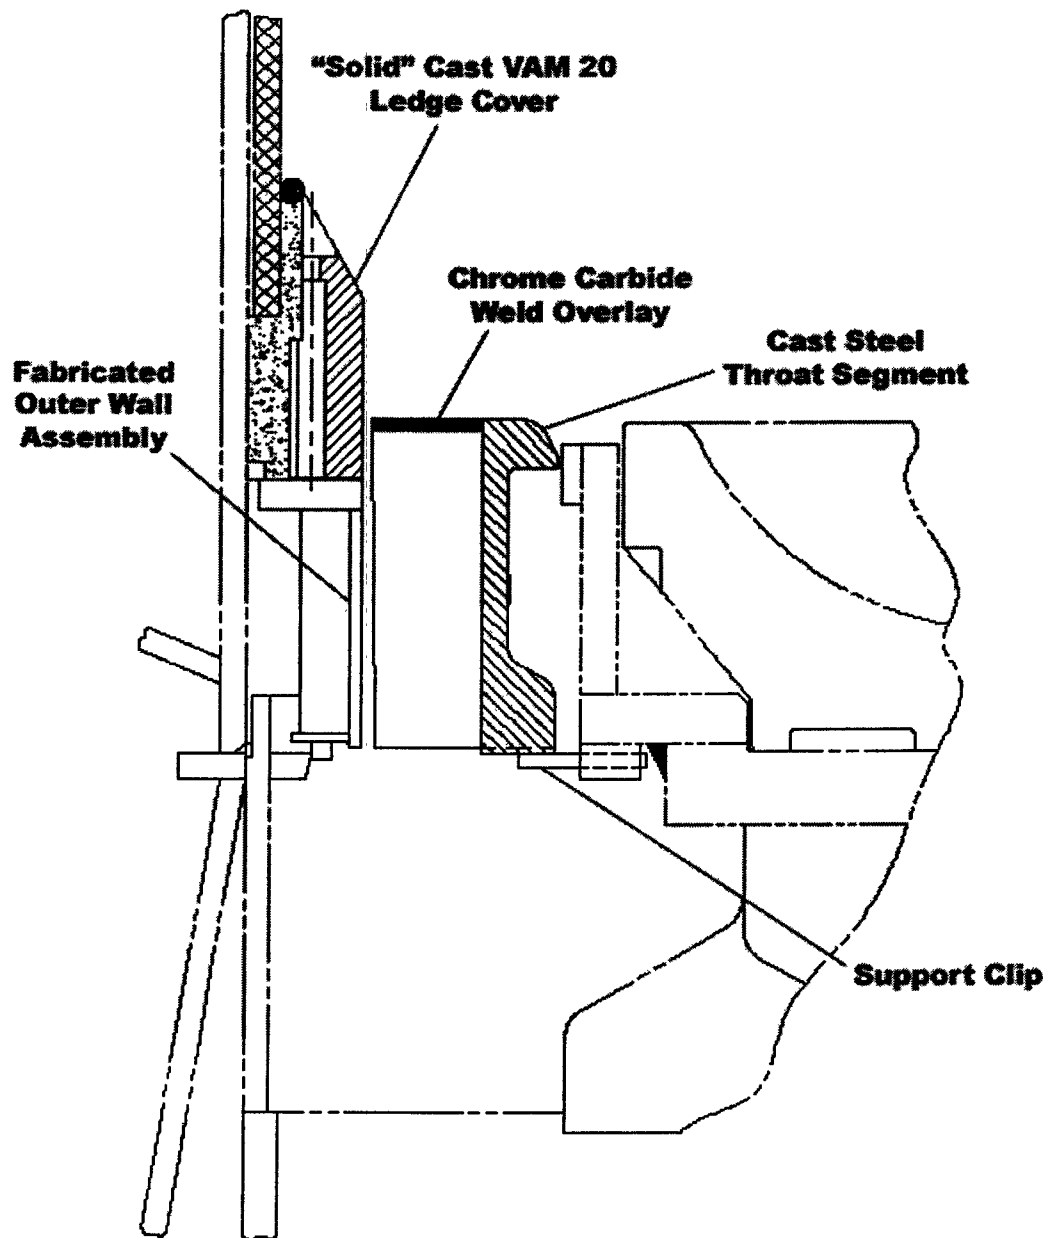 “Solid” Cast VAM 20
Ledge Cover
Chrome Carbide
Weld Overlay
Cast Steel
Throat Segment
Fabricated
Outer Wall
Assembly
Support Clip